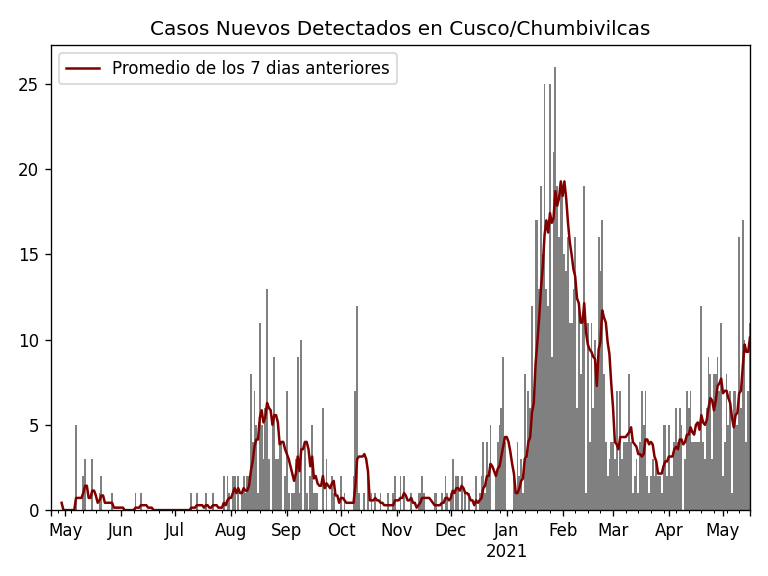 Casos Nuevos Detectados en Cusco/Chumbivilcas
Promedio de los 7 dias anteriores
25
20
15
10
5
0
May Jun Jul Aug Sep Oct Nov Dec Jan Feb Mar Apr May
2021